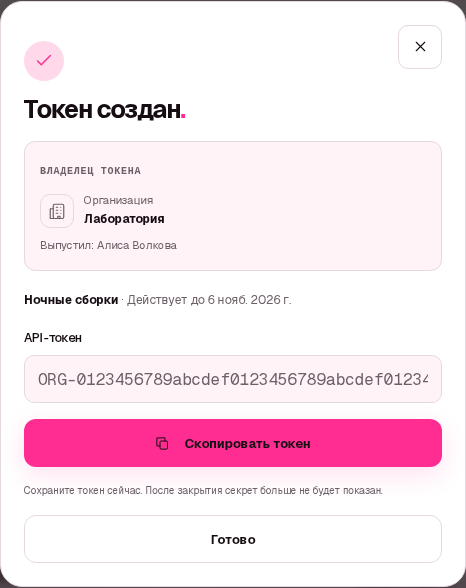 Токен создан.
ВЛАДЕЛЕЦ ТОКЕНА
Организация
Лаборатория
Выпустил: Алиса Волкова
Ночные сборки · Действует до 6 нояб. 2026 г.
API-токен
ORG-0123456789abcdef0123456789abcdef01234
Скопировать токен
Сохраните токен сейчас. После закрытия секрет больше не будет показан.
Готово